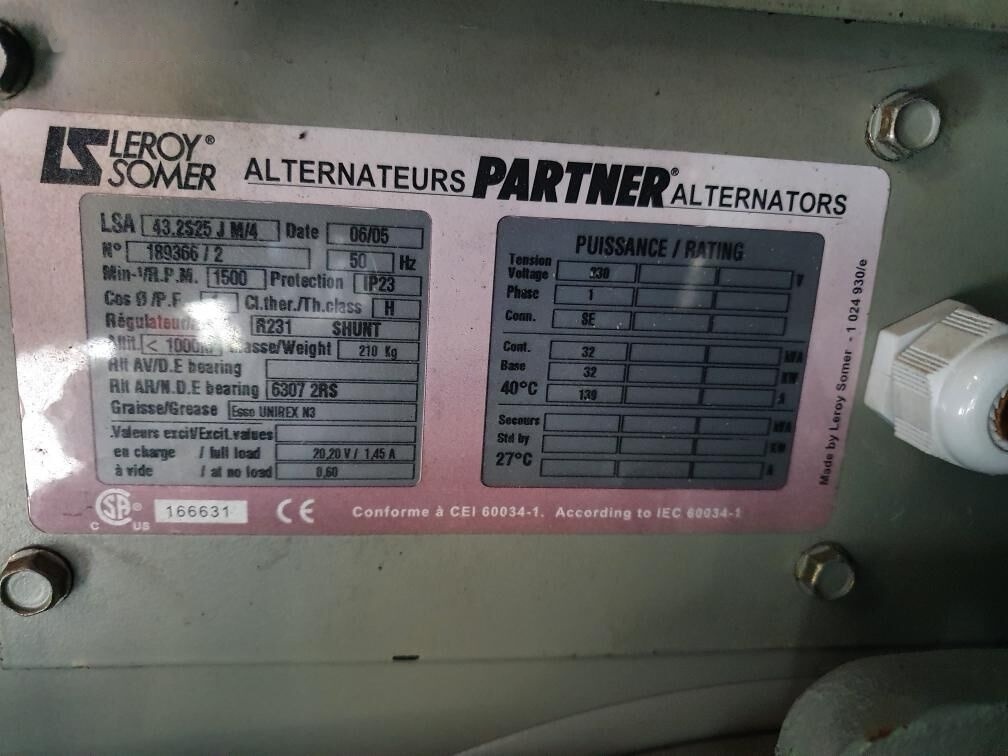 LEROY®
SOMER
ALTERNATEURS PARTNER® ALTERNATORS
LSA 43.2S25 J M/4 Date 06/05
N° 189366 / 2 50 Hz
Min-¹/R.P.M. 1500 Protection IP23
Cos Ø /P.F. Cl.ther./Th.class H
R231 SHUNT
Altit. < 1000m Masse/Weight 210 Kg
Rlt AV/D.E bearing
Rlt AR/N.D.E bearing 6307 2RS
Graisse/Grease Esso UNIREX N3
Valeurs excit/Excit.values
en charge / full load 20,20 V / 1,45 A
à vide / at no load 0,60
PUISSANCE / RATING
Tension
Voltage V
Phase 1
Conn. SE
Cont. 32 kVA
Base 32 kW
40°C 139 A
Secours kVA
Std by kW
27°C A
Made by Leroy Somer - 1 024 930/e
C SA® US 166631 CE Conforme à CEI 60034-1. According to IEC 60034-1